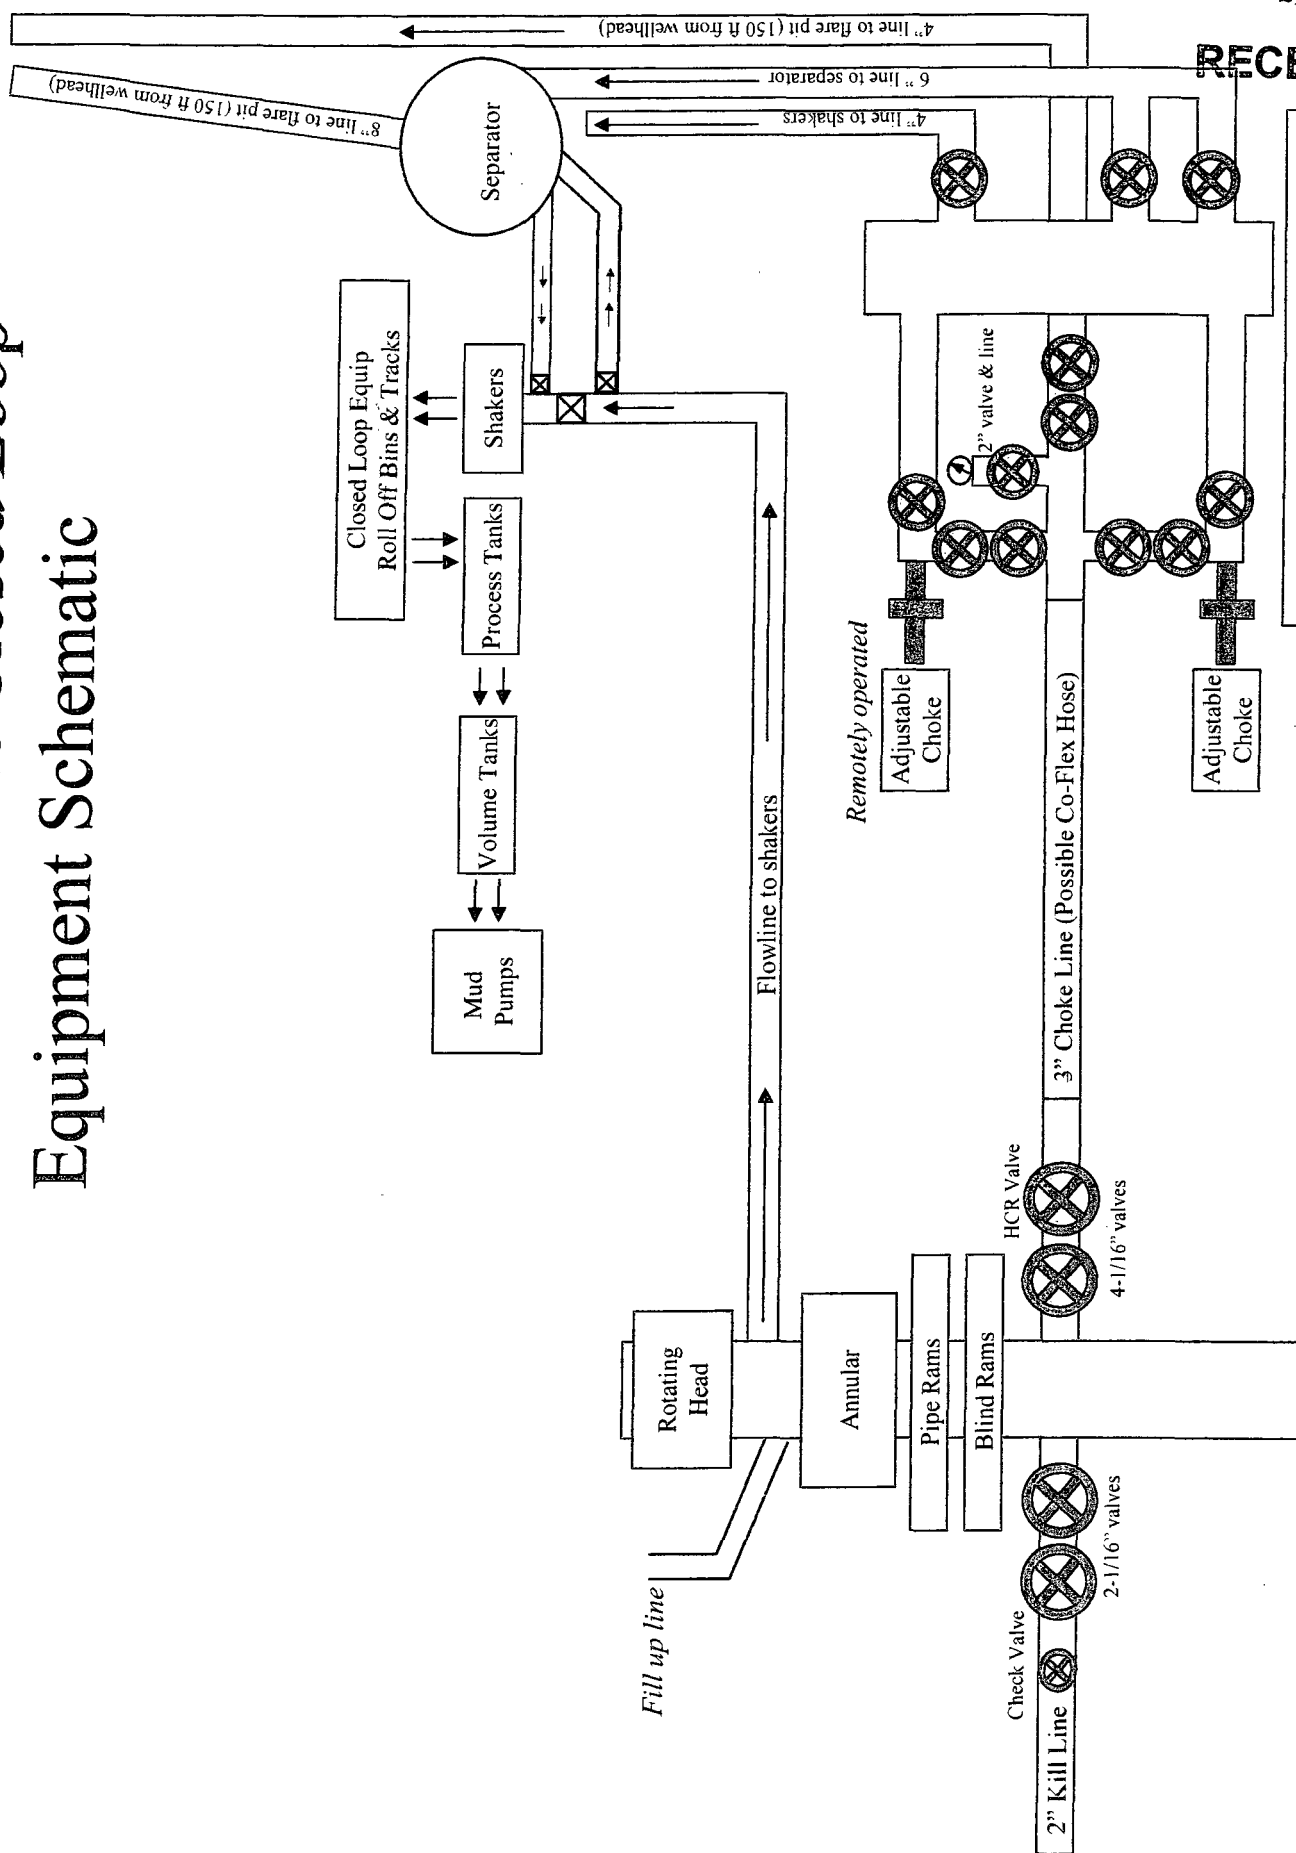 Equipment Schematic
4" line to flare pit (150 ft from wellhead)
8" line to flare pit (150 ft from wellhead)
6" line to separator
4" line to shakers
Separator
Closed Loop Equip
Roll Off Bins & Tracks
Shakers
Process Tanks
Volume Tanks
Mud
Pumps
Flowline to shakers
2" valve & line
Remotely operated
Adjustable
Choke
Adjustable
Choke
3" Choke Line (Possible Co-Flex Hose)
HCR Valve
4-1/16" valves
Rotating
Head
Annular
Pipe Rams
Blind Rams
Fill up line
Check Valve
2-1/16" valves
2" Kill Line